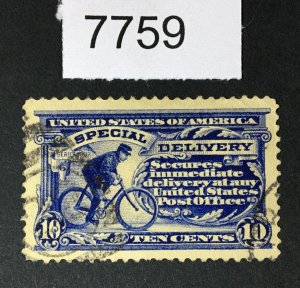 7759
UNITED STATES OF AMERICA
SPECIAL DELIVERY
Secures
immediate
delivery at any
United States
Post Office
10 TEN CENTS 10